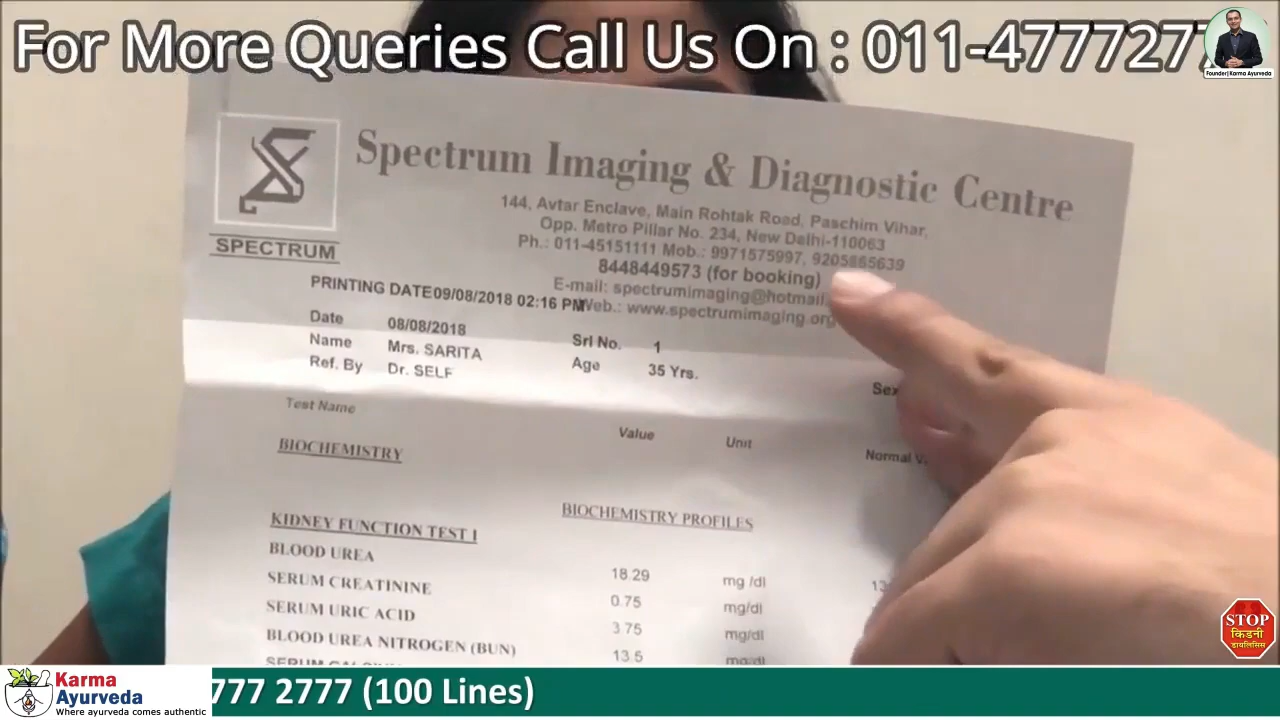 For More Queries Call Us On : 011-4777277
Founder|Karma Ayurveda
Spectrum Imaging & Diagnostic Centre
144, Avtar Enclave, Main Rohtak Road, Paschim Vihar,
Opp. Metro Pillar No. 234, New Delhi-110063
Ph.: 011-45151111 Mob.: 9971575997, 9205865639
8448449573 (for booking)
E-mail: spectrumimaging@hotmail
Web.: www.spectrumimaging.org
SPECTRUM
PRINTING DATE09/08/2018 02:16 PM
Date 08/08/2018 Srl No. 1
Name Mrs. SARITA Age 35 Yrs. Sex
Ref. By Dr. SELF
Test Name Value Unit Normal V
BIOCHEMISTRY
BIOCHEMISTRY PROFILES
KIDNEY FUNCTION TEST I
BLOOD UREA 18.29 mg /dl 13
SERUM CREATININE 0.75 mg/dl
SERUM URIC ACID 3.75 mg/dl
BLOOD UREA NITROGEN (BUN) 13.5 mg/dl
SERUM
STOP
किडनी
डायलिसिस
Karma
Ayurveda
Where ayurveda comes authentic
777 2777 (100 Lines)